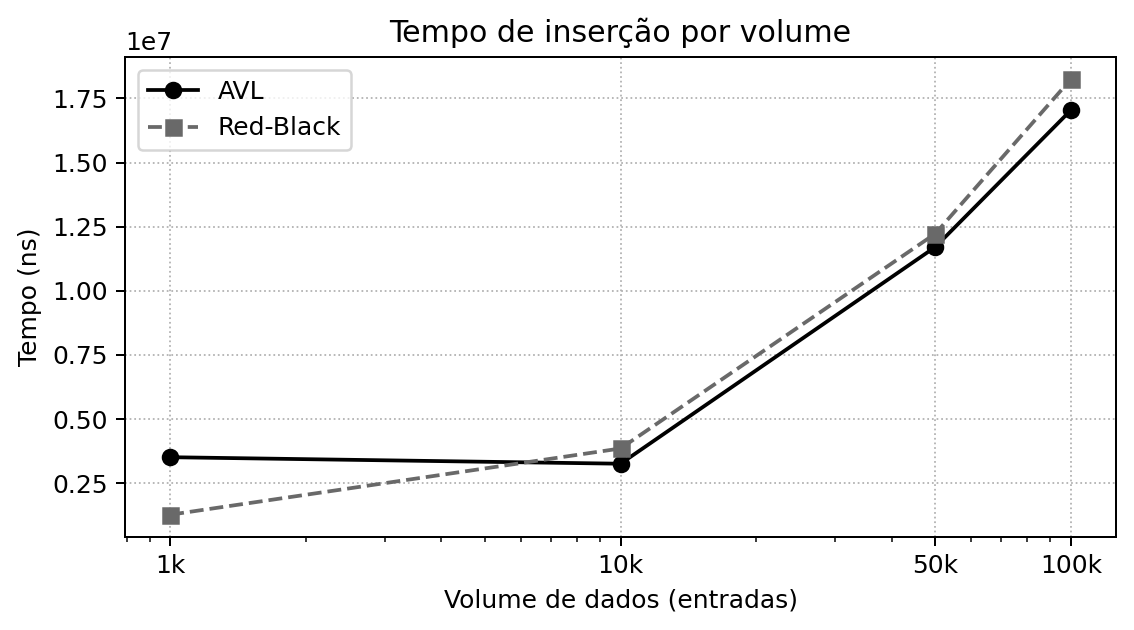 Tempo de inserção por volume
1e7
AVL
Red-Black
1.75
1.50
1.25
1.00
0.75
0.50
0.25
Tempo (ns)
1k
10k
50k
100k
Volume de dados (entradas)